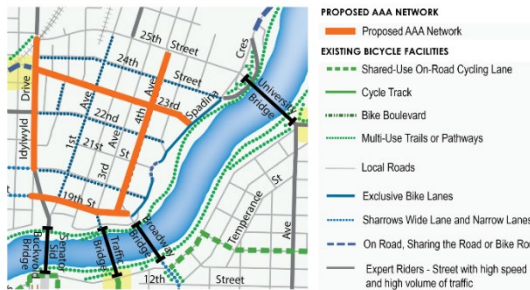 25th Street
24th Street
23rd
22nd
21st St
19th St
12th Street
Idylwyld Drive
1st Ave
3rd Ave
4th Ave
Spadina Cres
University Bridge
Broadway Bridge
Traffic Bridge
Senator Sid Buckwold Bridge
Temperance St
Ave
PROPOSED AAA NETWORK
Proposed AAA Network
EXISTING BICYCLE FACILITIES
Shared-Use On-Road Cycling Lane
Cycle Track
Bike Boulevard
Multi-Use Trails or Pathways
Local Roads
Exclusive Bike Lanes
Sharrows Wide Lane and Narrow Lanes
On Road, Sharing the Road or Bike Ro
Expert Riders - Street with high speed
and high volume of traffic